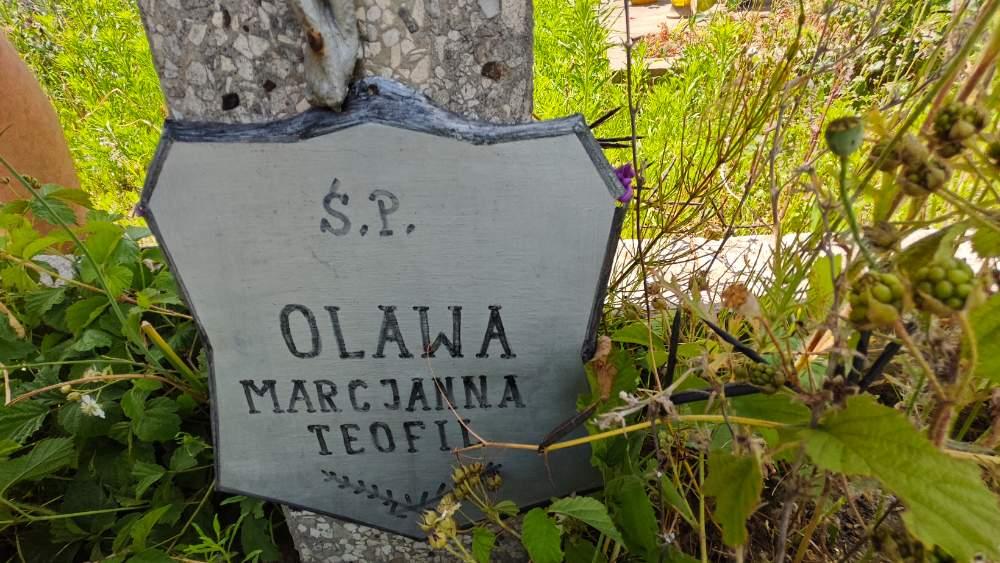 Ś.P.
OLAWA
MARCJANNA
TEOFIL